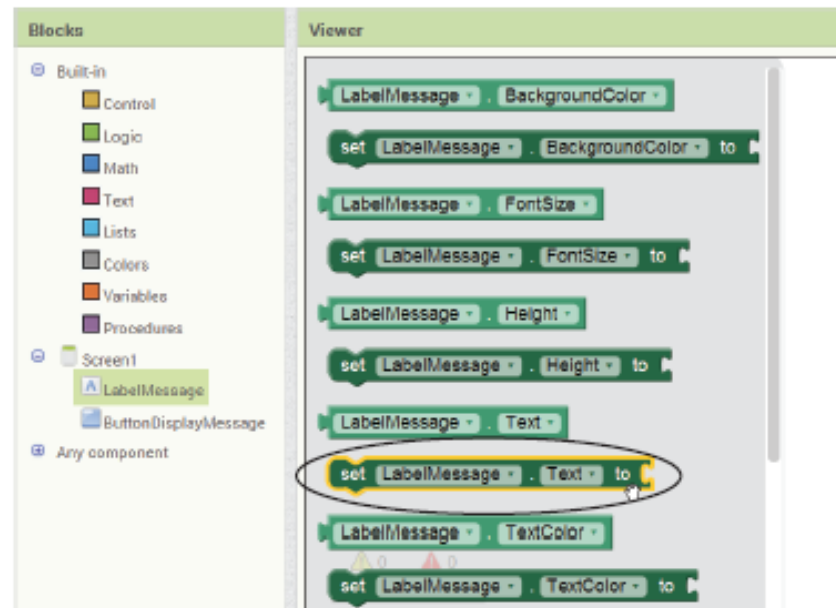 Blocks
Built-in
Control
Logic
Math
Text
Lists
Colors
Variables
Procedures
Screen1
A LabelMessage
ButtonDisplayMessage
Any component
Viewer
LabelMessage . BackgroundColor
set LabelMessage . BackgroundColor to
LabelMessage . FontSize
set LabelMessage . FontSize to
LabelMessage . Height
set LabelMessage . Height to
LabelMessage . Text
set LabelMessage . Text to
LabelMessage . TextColor
0 0
set LabelMessage . TextColor to